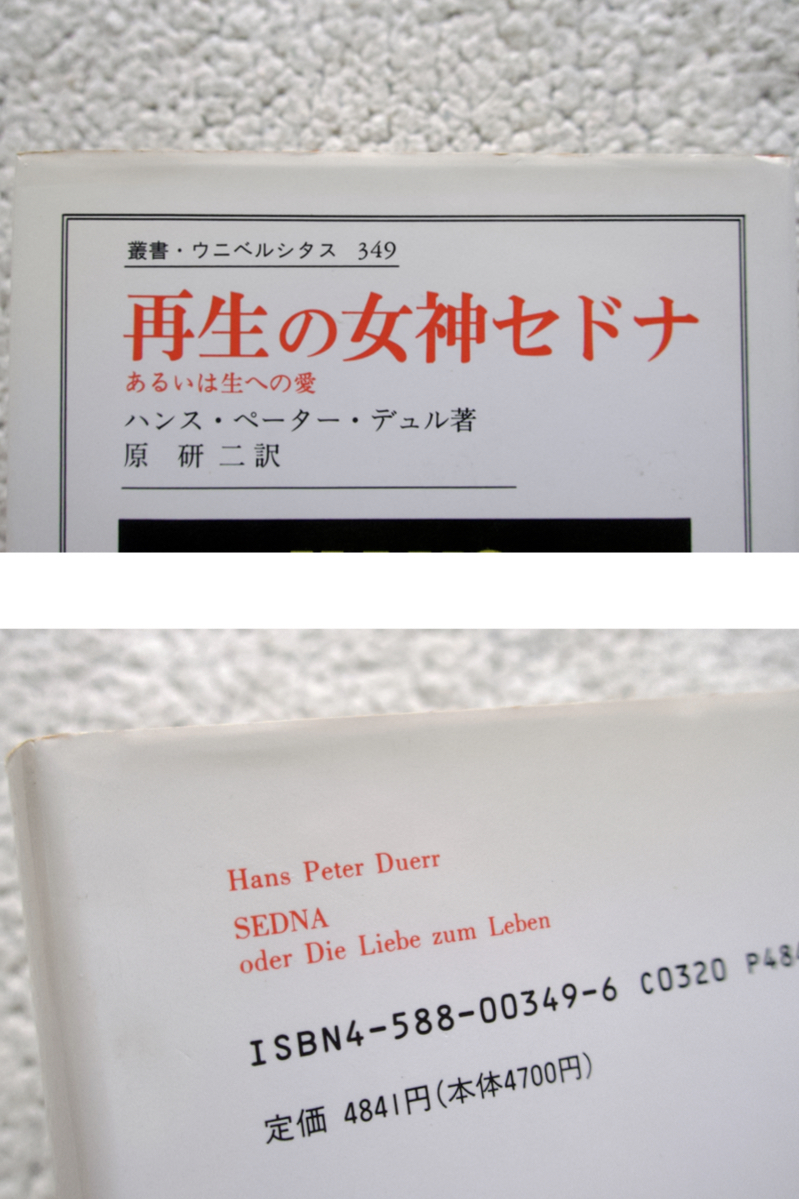 叢書・ウニベルシタス 349
再生の女神セドナ
あるいは生への愛
ハンス・ペーター・デュル著
原 研二訳
Hans Peter Duerr
SEDNA
oder Die Liebe zum Leben
ISBN4-588-00349-6 C0320 P484
定価 4841円(本体4700円)